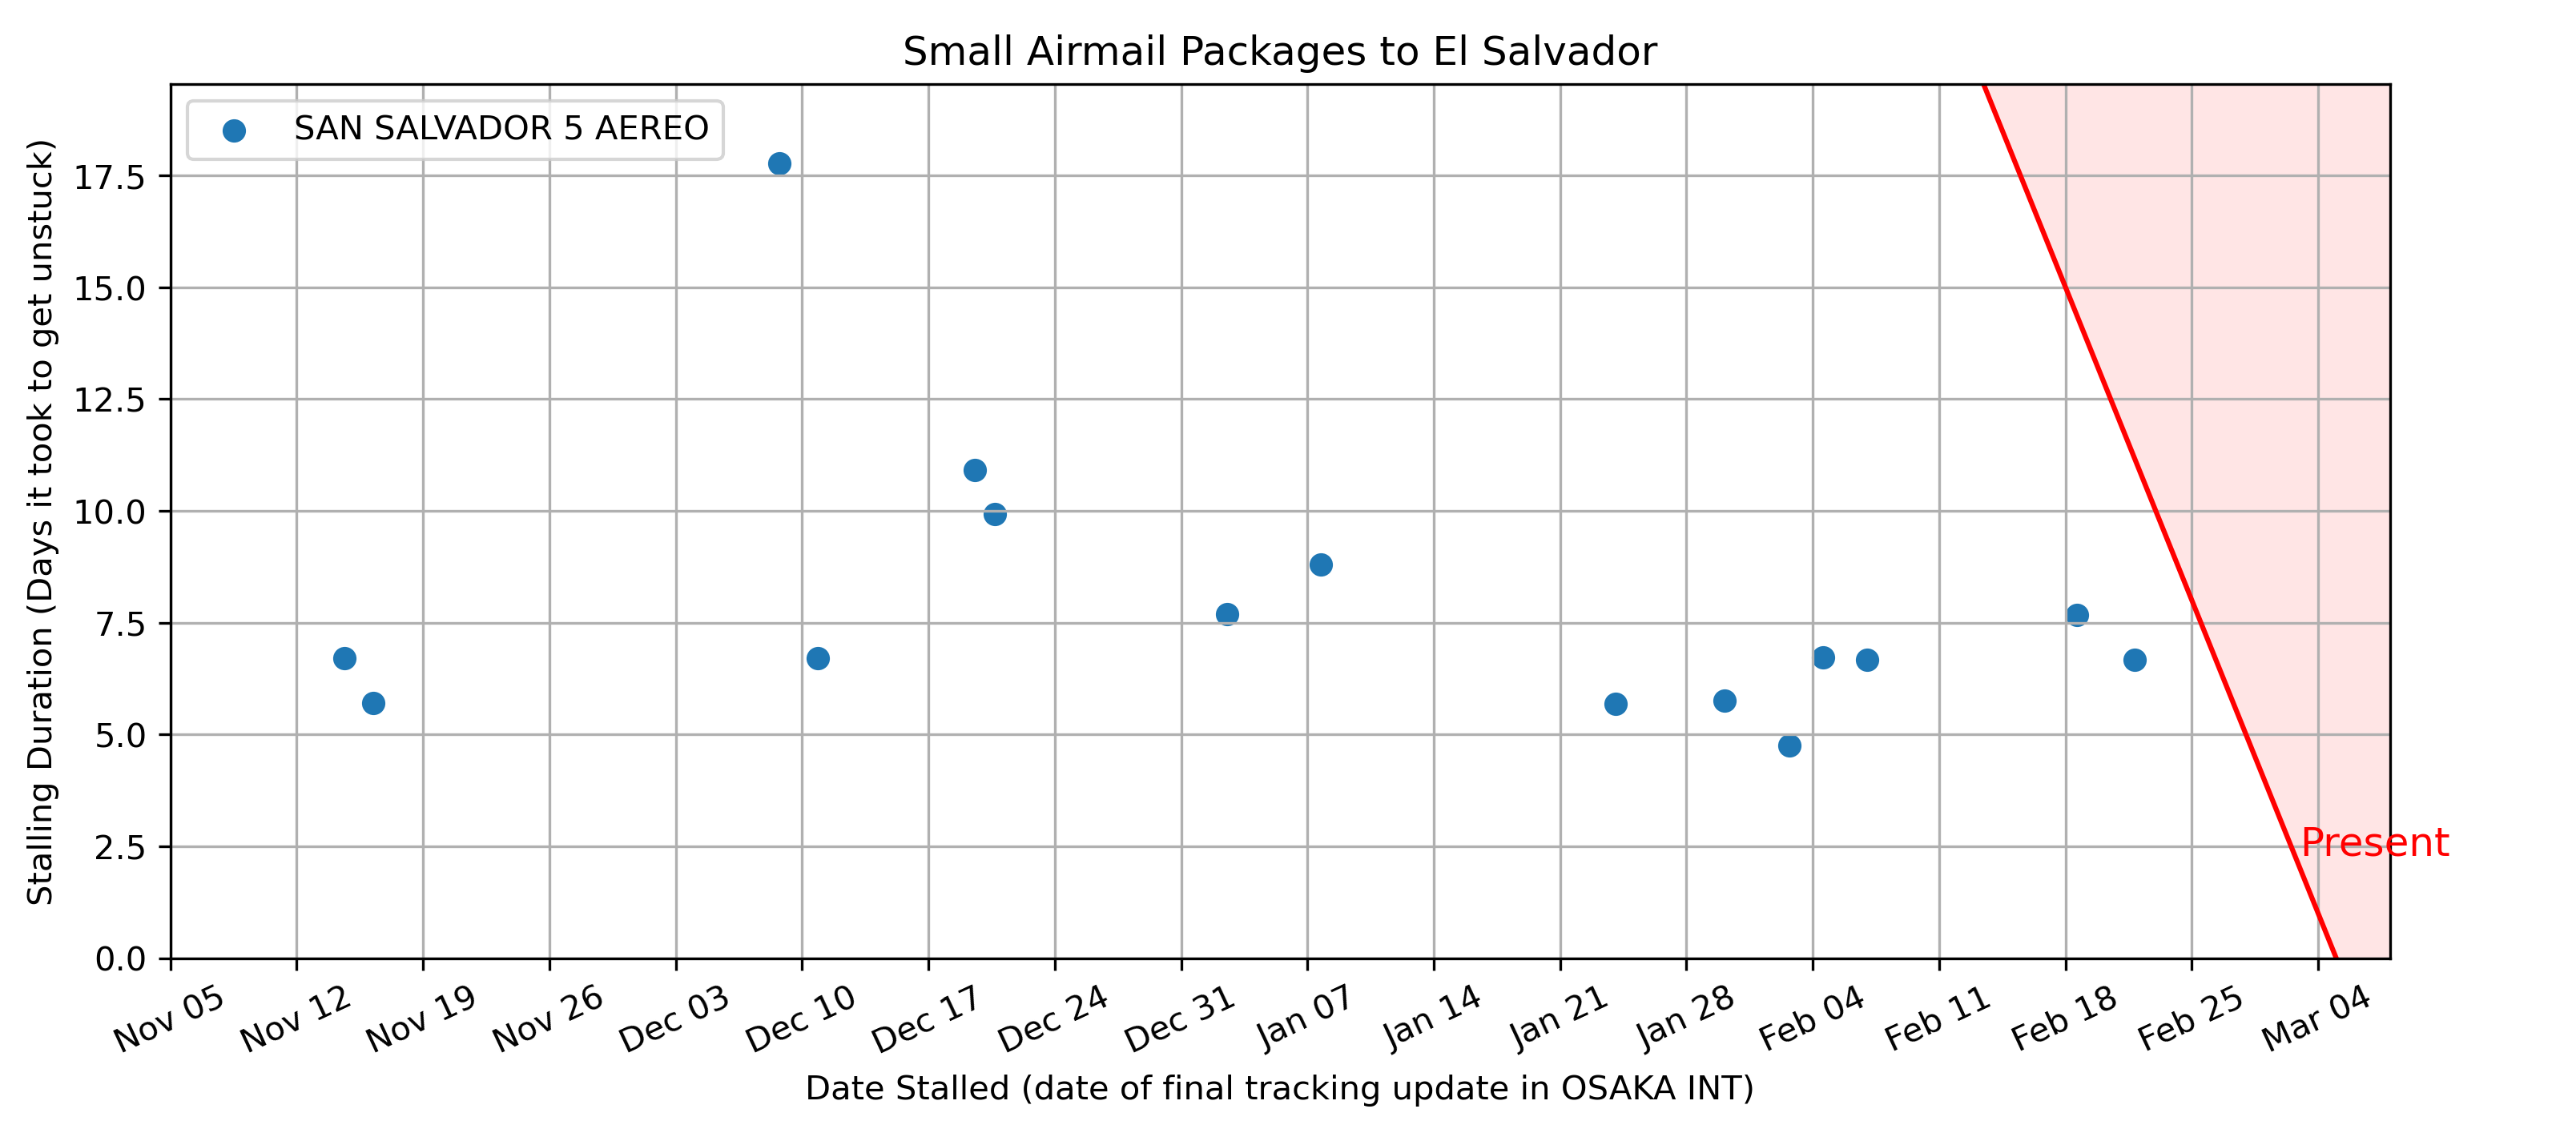 Small Airmail Packages to El Salvador
SAN SALVADOR 5 AEREO
Stalling Duration (Days it took to get unstuck)
17.5
15.0
12.5
10.0
7.5
5.0
2.5
0.0
Present
Nov 05
Nov 12
Nov 19
Nov 26
Dec 03
Dec 10
Dec 17
Dec 24
Dec 31
Jan 07
Jan 14
Jan 21
Jan 28
Feb 04
Feb 11
Feb 18
Feb 25
Mar 04
Date Stalled (date of final tracking update in OSAKA INT)